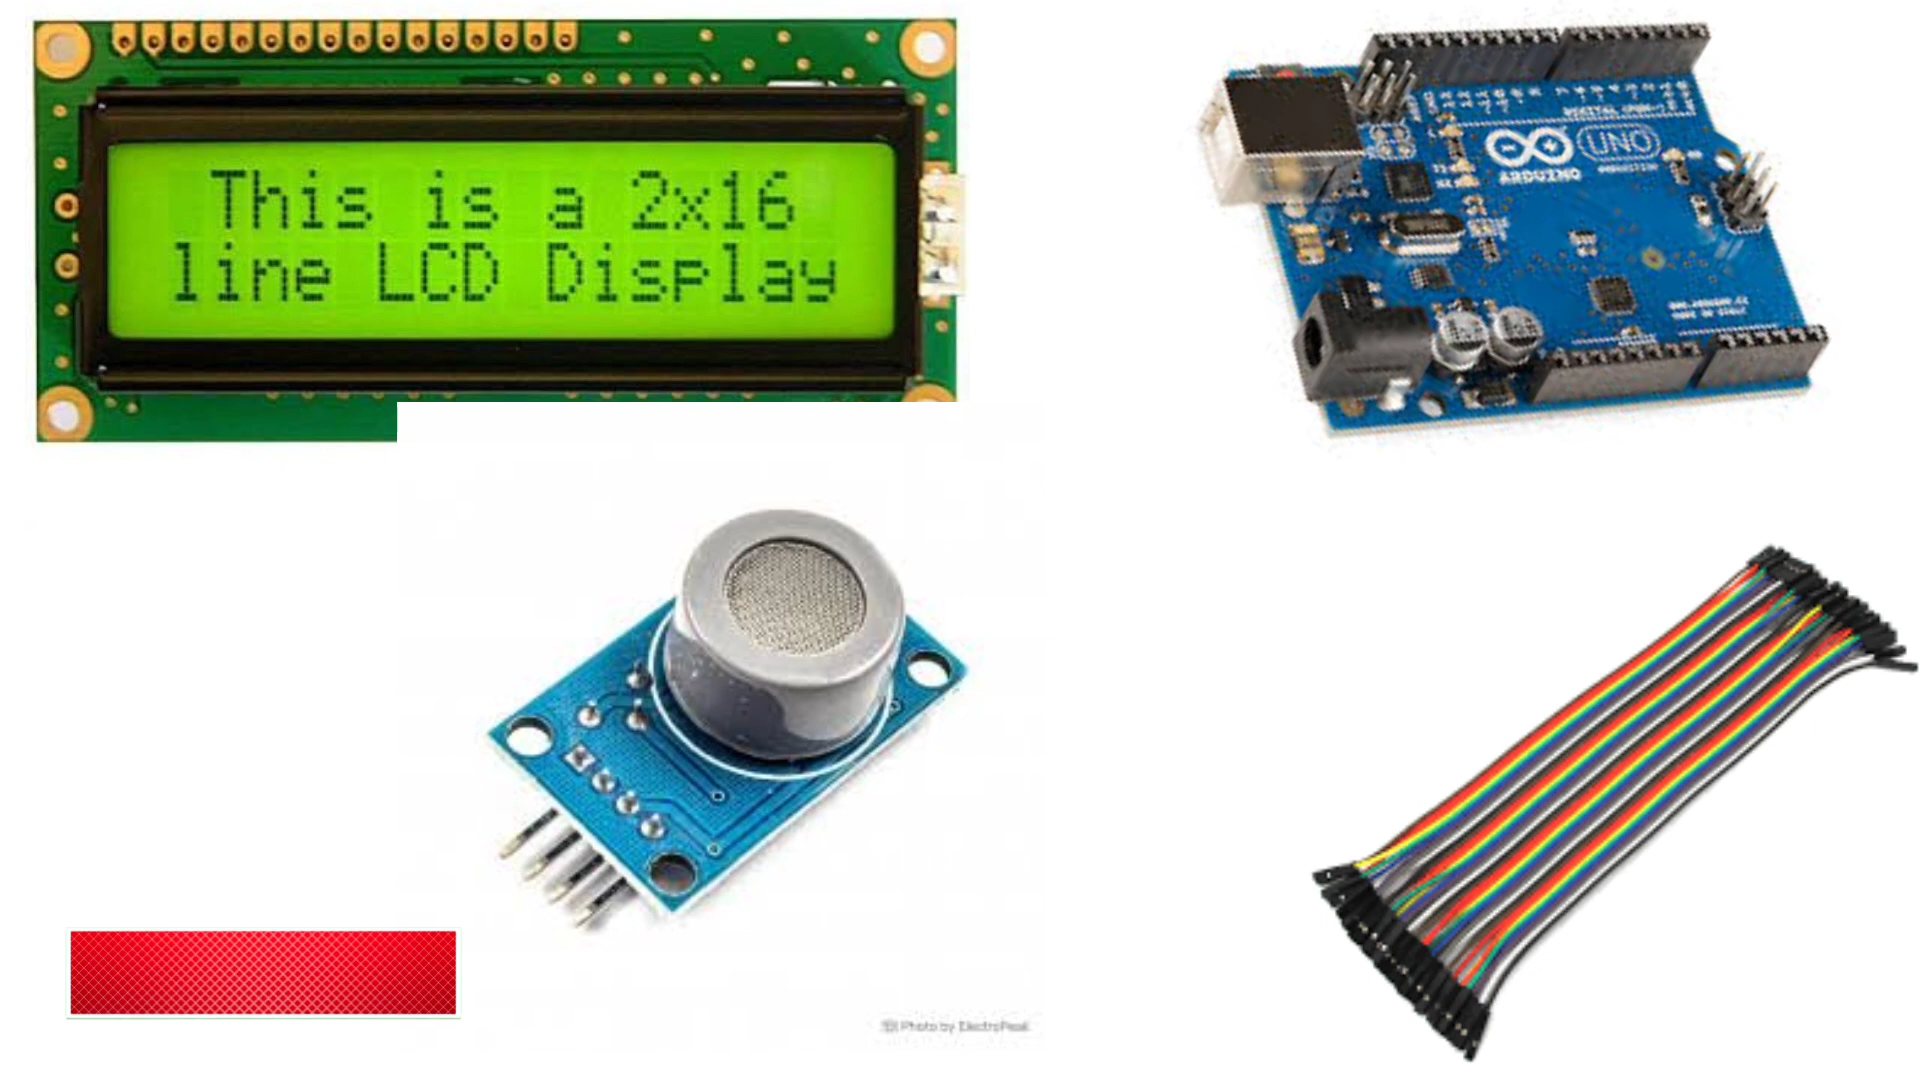 This is a 2x16
line LCD Display
UNO
ARDUINO
Photo by ElectroPeak